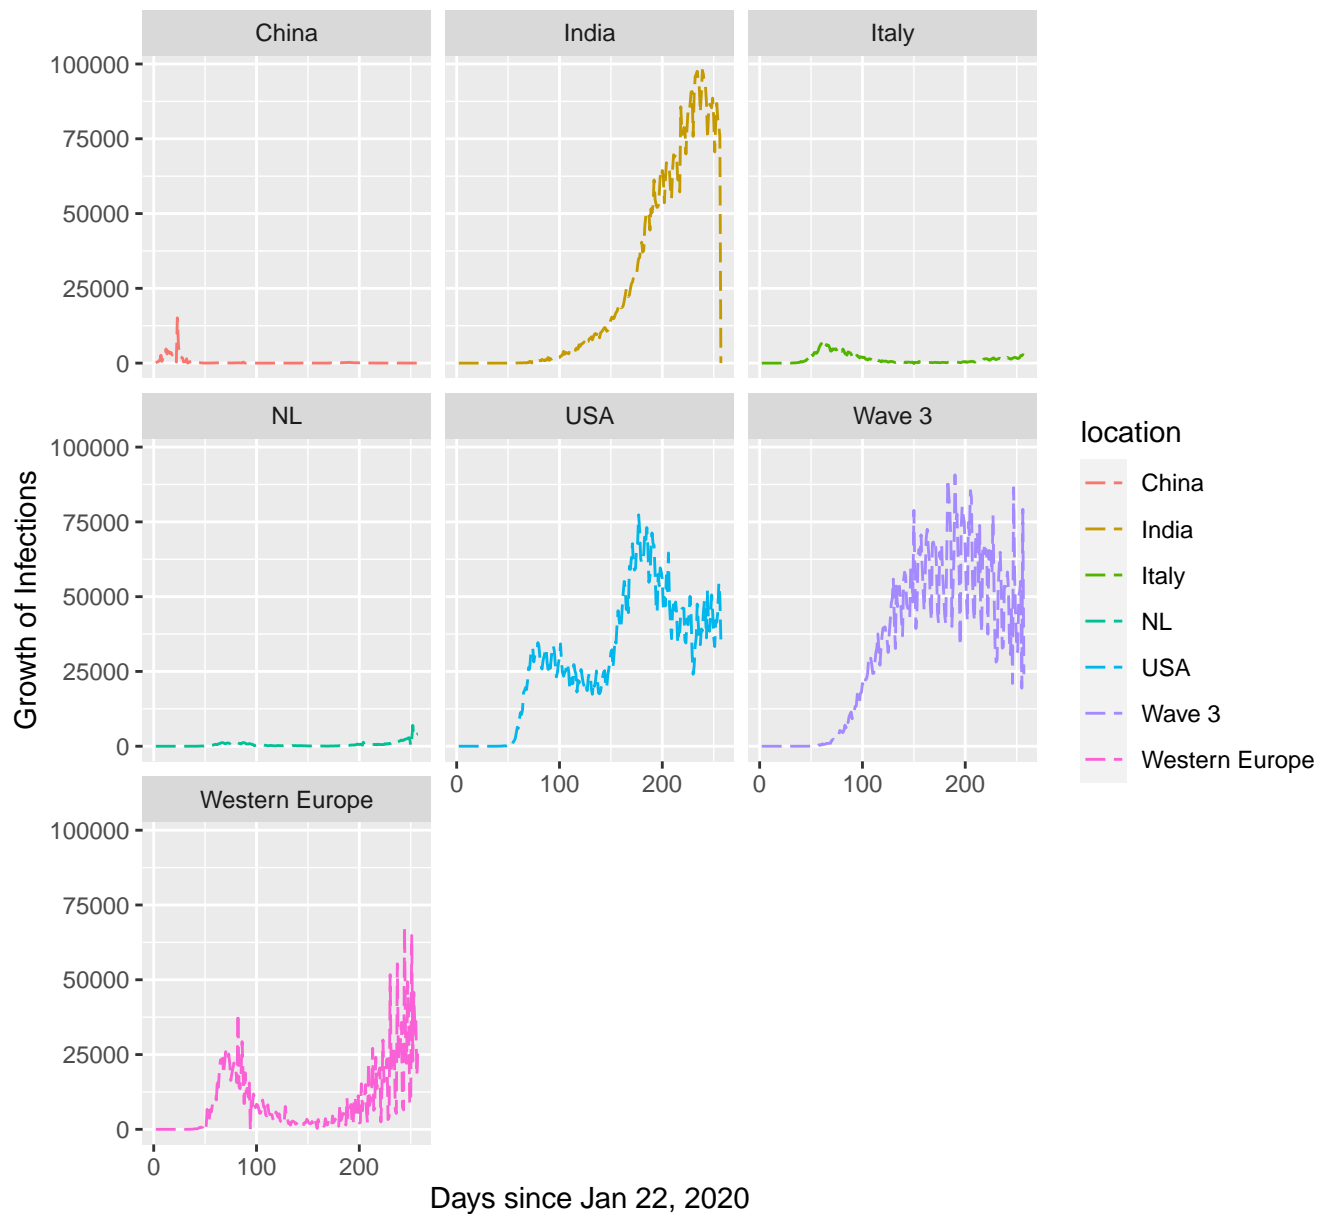 China India Italy
100000
75000
50000
25000
0
NL USA Wave 3
100000
75000
50000
25000
0
0 100 200
0 100 200
Western Europe
100000
75000
50000
25000
0
0 100 200
Growth of Infections
Days since Jan 22, 2020
location
China
India
Italy
NL
USA
Wave 3
Western Europe